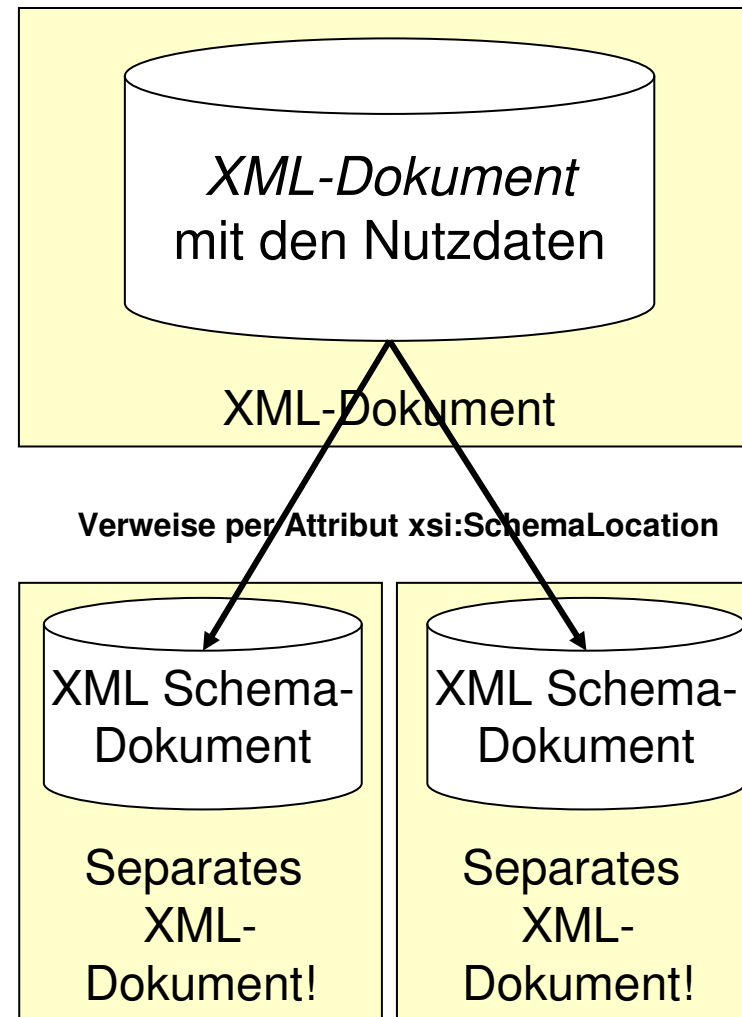 XML-Dokument
mit den Nutzdaten
XML-Dokument
Verweise per Attribut xsi:SchemaLocation
XML Schema-
Dokument
Separates
XML-
Dokument!
XML Schema-
Dokument
Separates
XML-
Dokument!